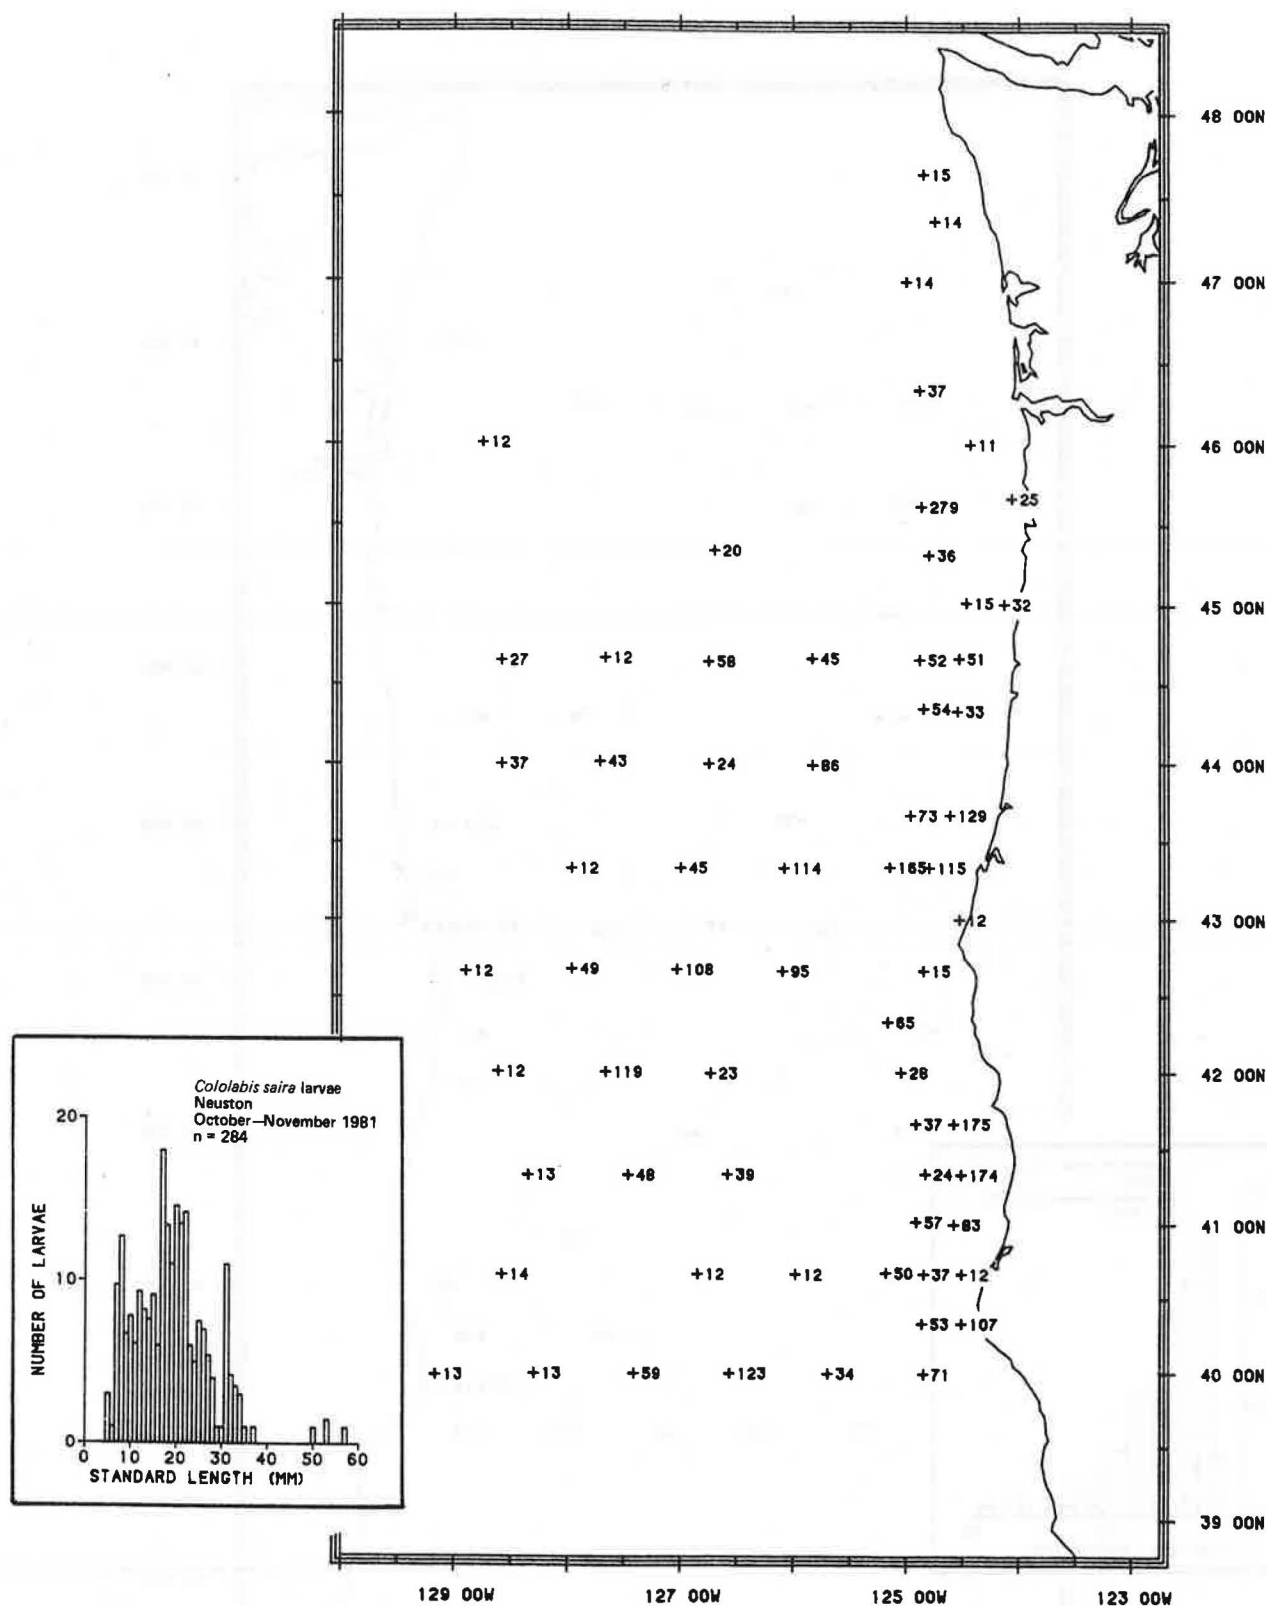 48 00N
+15
+14
+14
47 00N
+37
+12
+11
46 00N
+25
+279
+20
+36
+15 +32
45 00N
+27 +12 +58 +45 +52 +51
+54 +33
+37 +43 +24 +86
44 00N
+73 +129
+12 +45 +114 +165 +115
+12
43 00N
+12 +49 +108 +95 +15
+65
+12 +119 +23 +28
42 00N
+37 +175
+13 +48 +39 +24 +174
+57 +83
41 00N
+14 +12 +12 +50 +37 +12
+53 +107
+13 +13 +59 +123 +34 +71
40 00N
39 00N
129 00W 127 00W 125 00W 123 00W
Cololabis saira larvae
Neuston
October—November 1981
n = 284
NUMBER OF LARVAE
20
10
0
0 10 20 30 40 50 60
STANDARD LENGTH (MM)